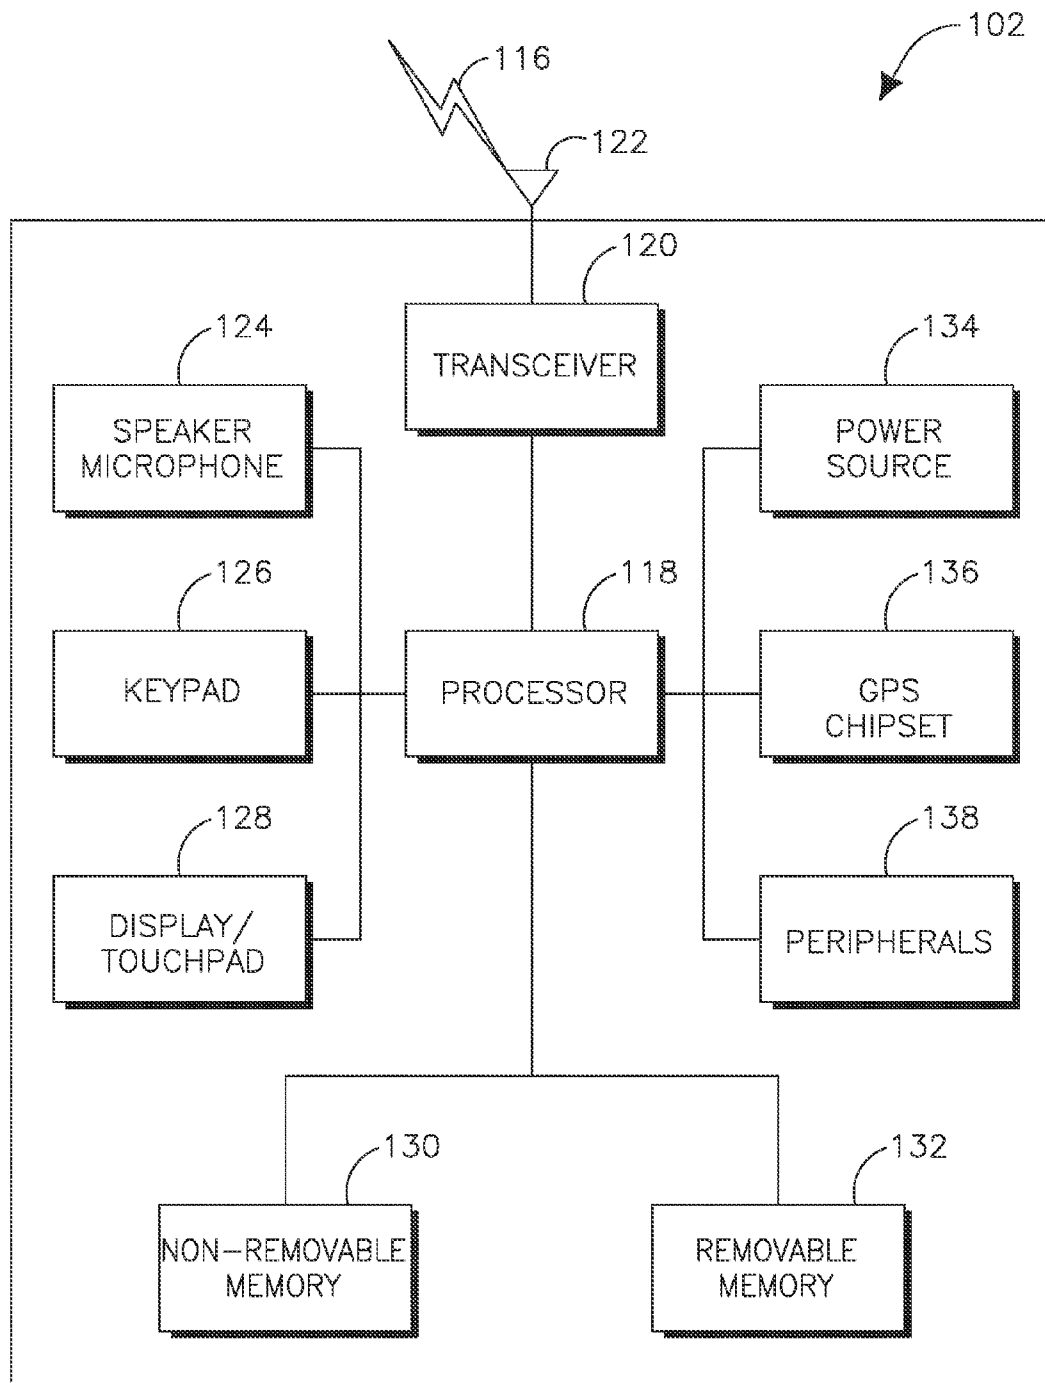 102
116
122
120
TRANSCEIVER
124
SPEAKER
MICROPHONE
134
POWER
SOURCE
126
KEYPAD
118
PROCESSOR
136
GPS
CHIPSET
128
DISPLAY/
TOUCHPAD
138
PERIPHERALS
130
NON-REMOVABLE
MEMORY
132
REMOVABLE
MEMORY